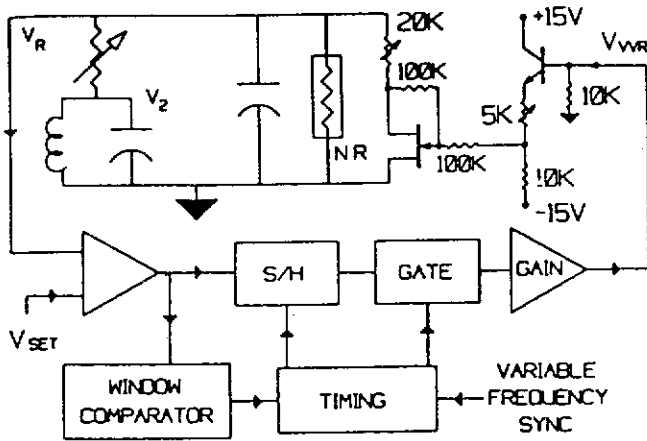 20K
+15V
V_R
V_VVR
100K
V_2
5K
10K
NR
100K
10K
-15V
S/H
GATE
GAIN
V_SET
WINDOW
COMPARATOR
TIMING
VARIABLE
FREQUENCY
SYNC